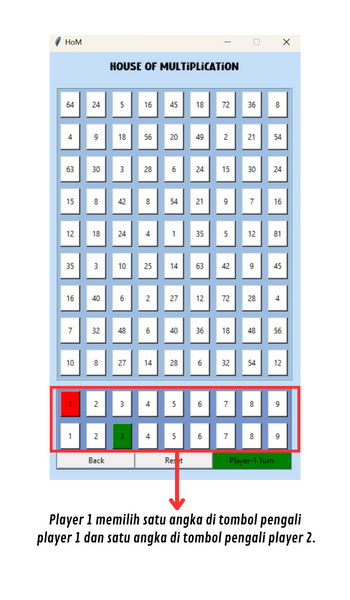 HoM
HOUSE OF MULTiPLiCATiON
64 24 5 16 45 18 72 36 8
4 9 18 56 20 49 2 21 54
63 30 3 28 6 24 15 30 24
15 8 42 8 54 21 9 7 16
12 18 24 4 1 35 5 12 81
35 3 10 25 14 63 42 9 45
16 40 6 2 27 12 72 28 4
7 32 48 6 40 36 18 48 56
10 8 27 14 28 6 32 54 12
1 2 3 4 5 6 7 8 9
1 2 3 4 5 6 7 8 9
Back Reset Player-1 Turn
Player 1 memilih satu angka di tombol pengali
player 1 dan satu angka di tombol pengali player 2.